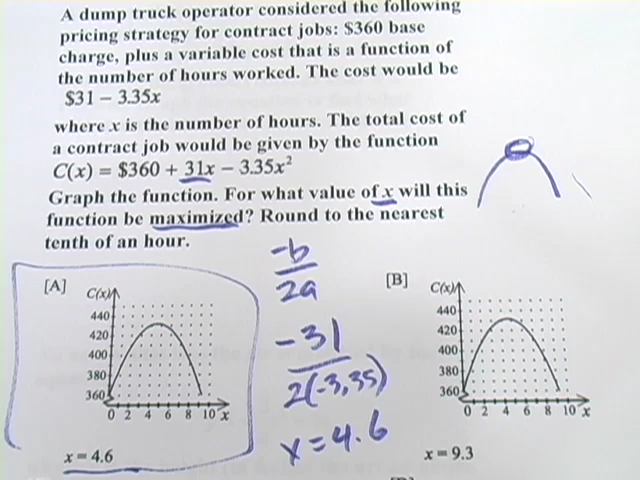 A dump truck operator considered the following
pricing strategy for contract jobs: $360 base
charge, plus a variable cost that is a function of
the number of hours worked. The cost would be
$31 − 3.35x
where x is the number of hours. The total cost of
a contract job would be given by the function
C(x) = $360 + 31x − 3.35x²
Graph the function. For what value of x will this
function be maximized? Round to the nearest
tenth of an hour.
-b
2a
-31
2(-3.35)
x=4.6
[A]
C(x)
440
420
400
380
360
0 2 4 6 8 10 x
x = 4.6
[B]
C(x)
440
420
400
380
360
0 2 4 6 8 10 x
x = 9.3